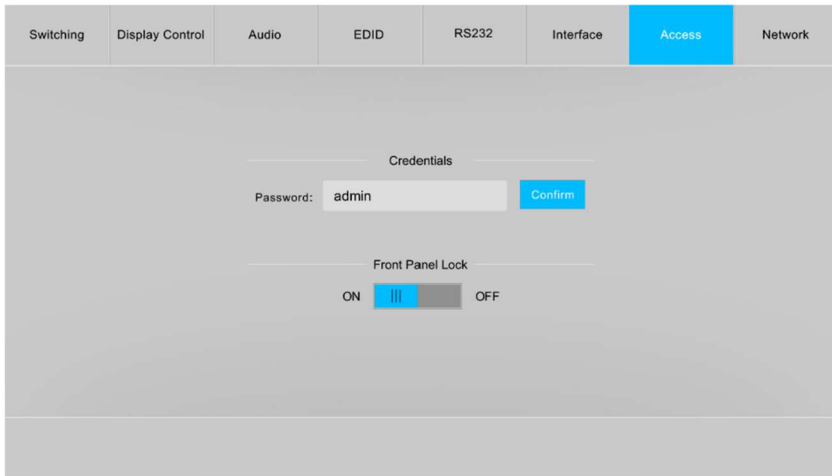 Switching Display Control Audio EDID RS232 Interface Access Network
Credentials
Password: admin Confirm
Front Panel Lock
ON OFF